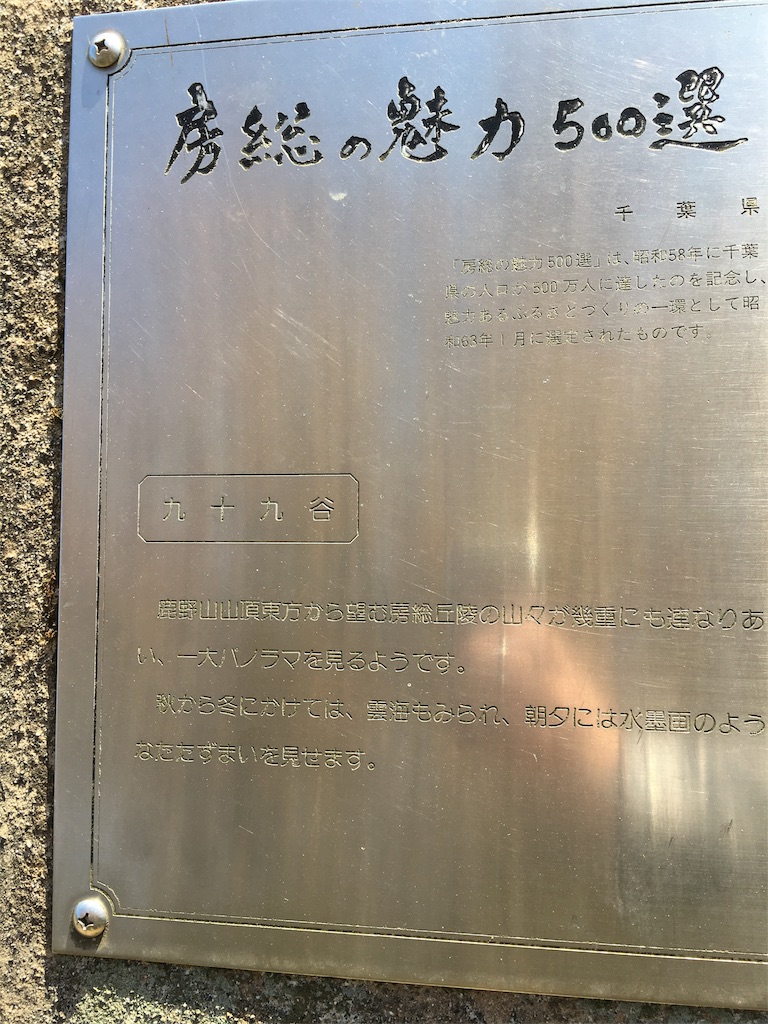 房総の魅力500選
千葉県
「房総の魅力500選」は、昭和58年に千葉
県の人口が500万人に達したのを記念し、
魅力あるふるさとづくりの一環として昭
和63年1月に選定されたものです。
九十九谷
鹿野山山頂東方から望む房総丘陵の山々が幾重にも連なりあ
い、一大パノラマを見るようです。
秋から冬にかけては、雲海もみられ、朝夕には水墨画のよう
なたたずまいを見せます。